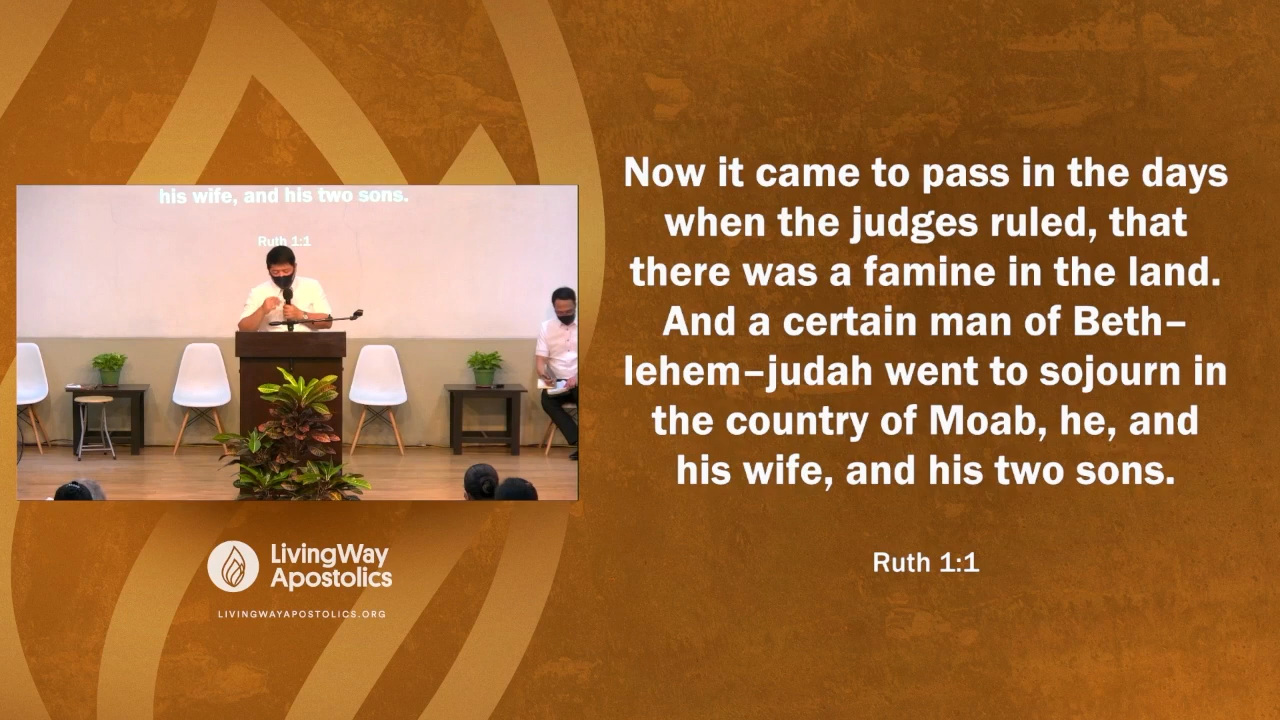 his wife, and his two sons.
Ruth 1:1
LivingWay
Apostolics
LIVINGWAYAPOSTOLICS.ORG
Now it came to pass in the days
when the judges ruled, that
there was a famine in the land.
And a certain man of Beth–
lehem–judah went to sojourn in
the country of Moab, he, and
his wife, and his two sons.
Ruth 1:1